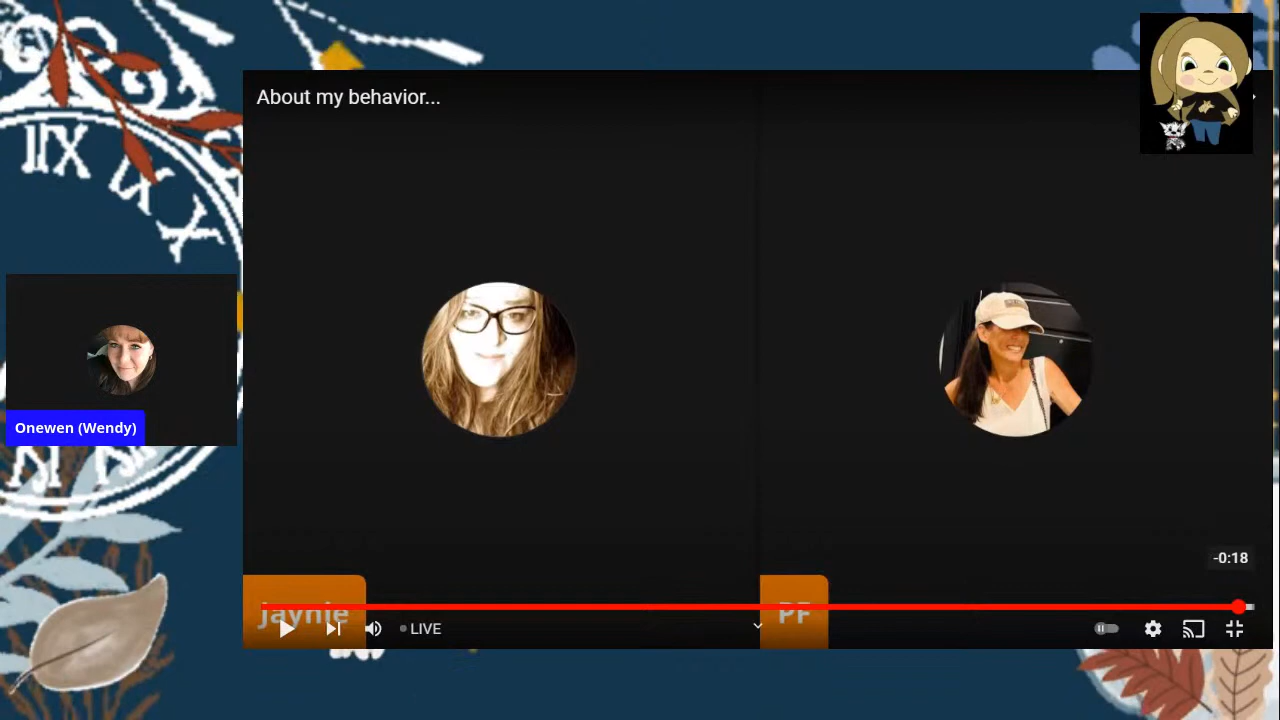 About my behavior...
IX
X
Onewen (Wendy)
-0:18
jaynie
PF
LIVE